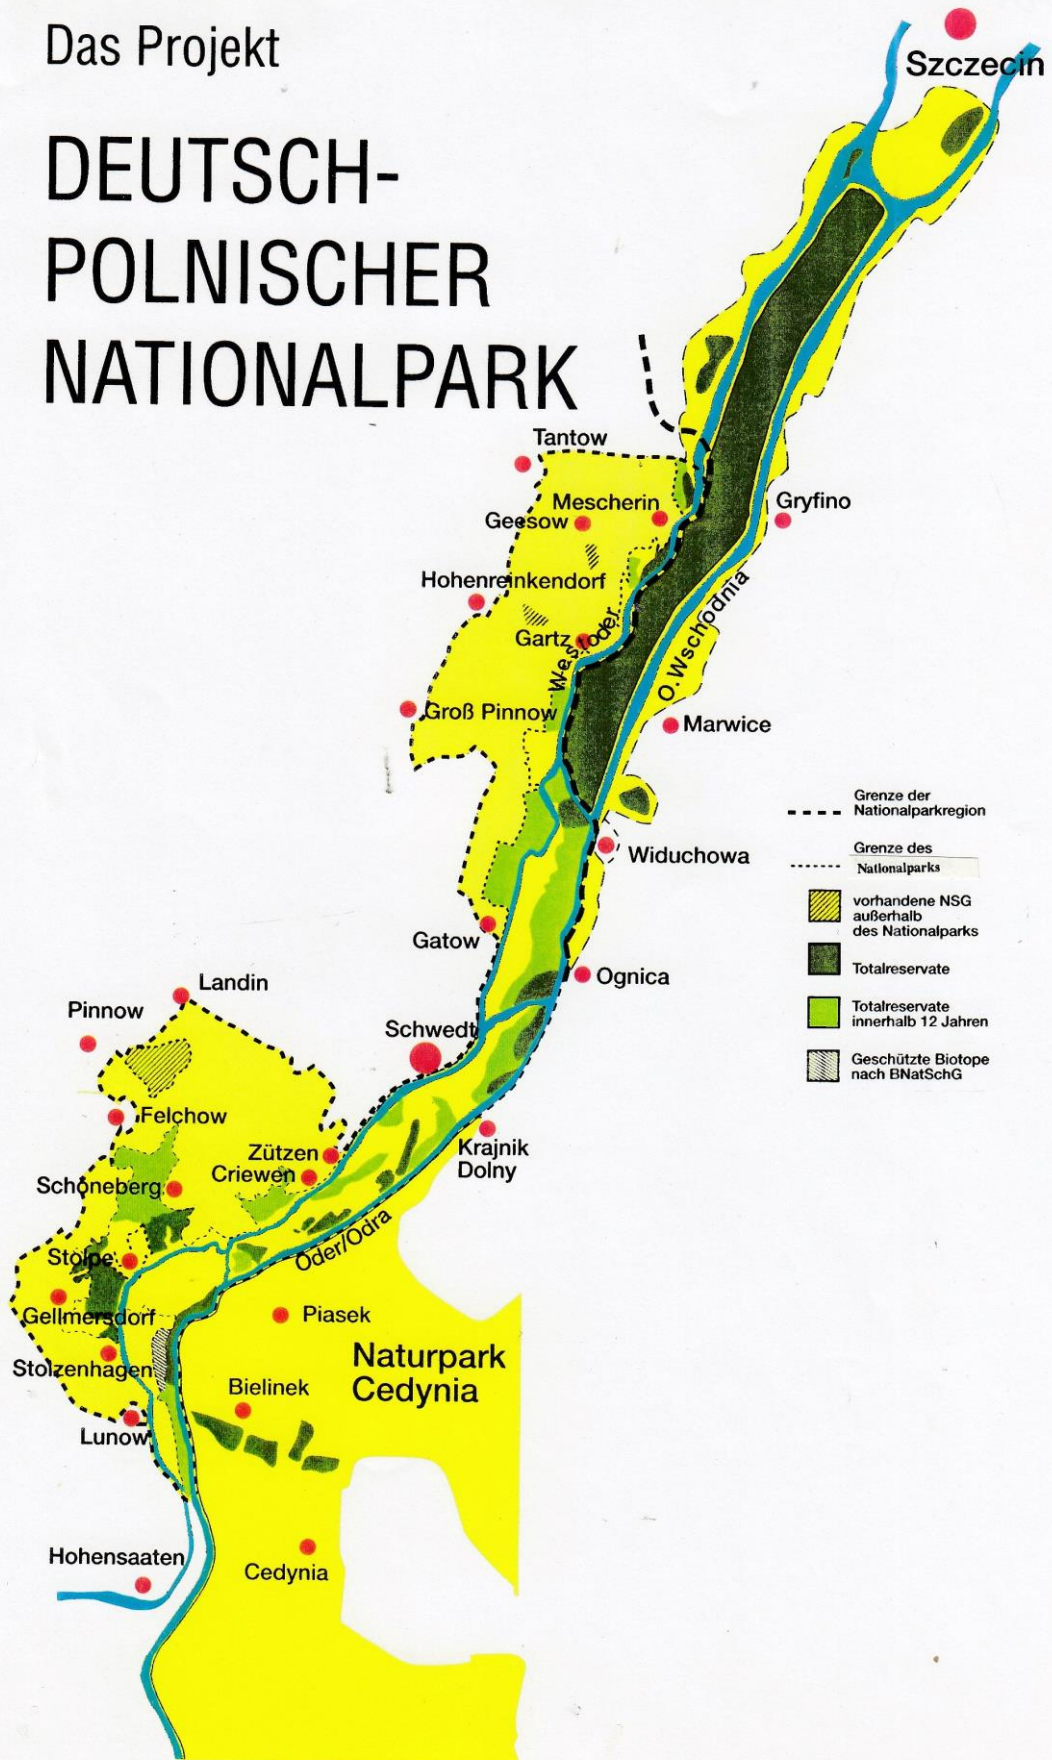 Das Projekt
DEUTSCH-
POLNISCHER
NATIONALPARK
Szczecin
Tantow
Mescherin
Geesow
Gryfino
Hohenreinkendorf
Gartz
Westoder
O.Wschodnia
Groß Pinnow
Marwice
Grenze der
Nationalparkregion
Grenze des
Nationalparks
vorhandene NSG
außerhalb
des Nationalparks
Totalreservate
Totalreservate
innerhalb 12 Jahren
Geschützte Biotope
nach BNatSchG
Widuchowa
Gatow
Ognica
Landin
Pinnow
Schwedt
Felchow
Zützen
Criewen
Krajnik
Dolny
Schöneberg
Oder/Odra
Stolpe
Gellmersdorf
Piasek
Stolzenhagen
Naturpark
Cedynia
Bielinek
Lunow
Hohensaaten
Cedynia